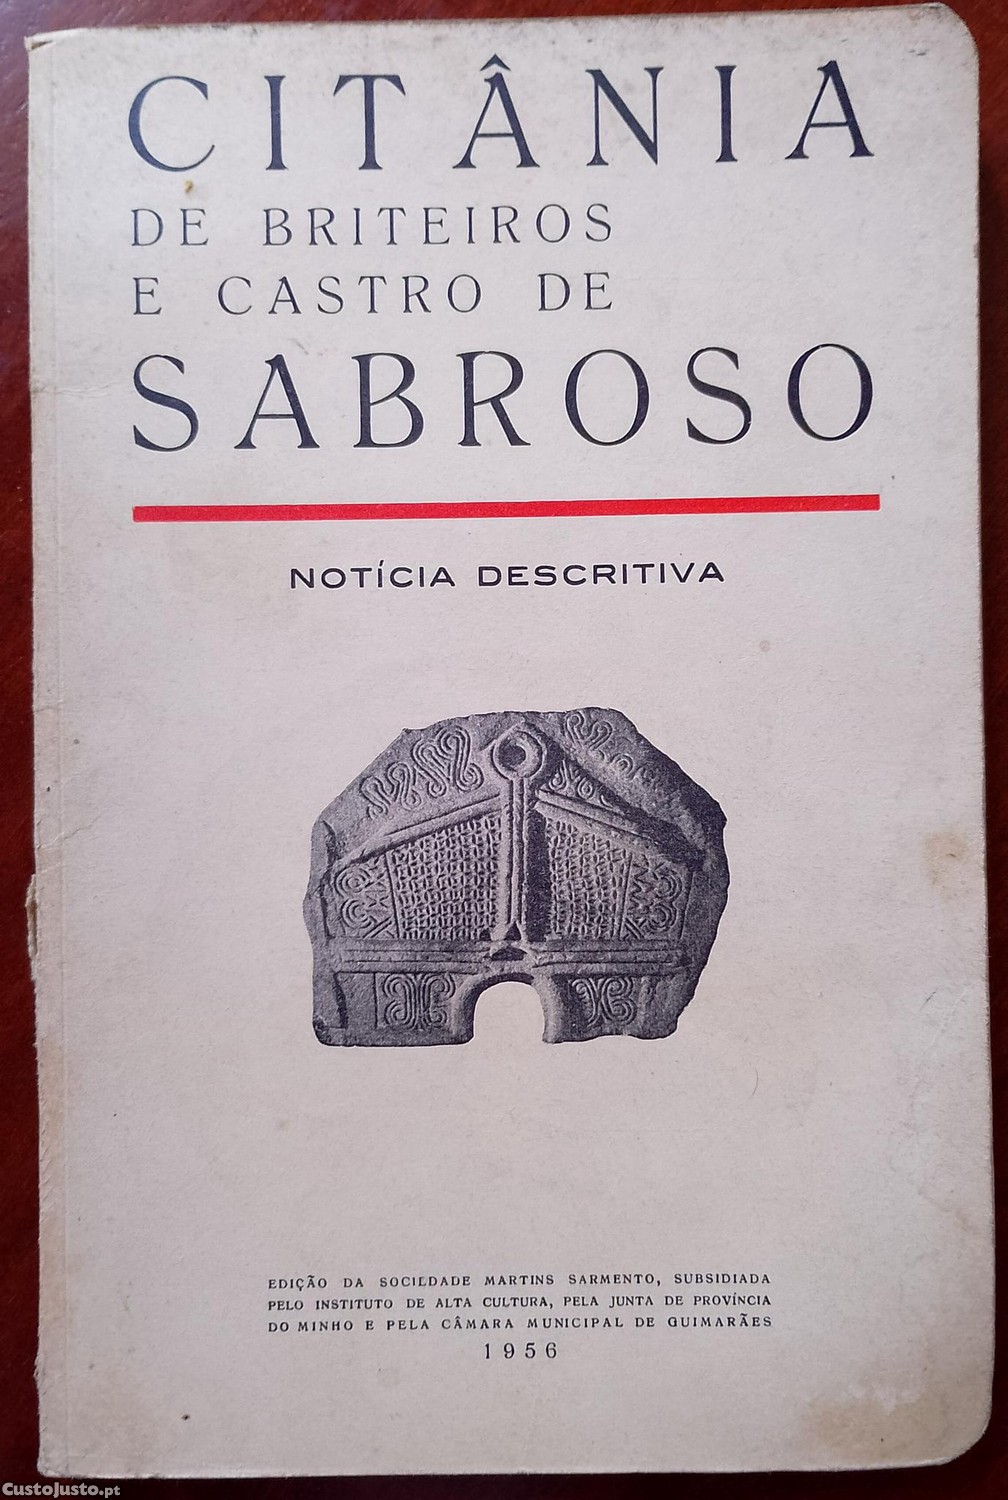 CITÂNIA
DE BRITEIROS
E CASTRO DE
SABROSO
NOTÍCIA DESCRITIVA
EDIÇÃO DA SOCILDADE MARTINS SARMENTO, SUBSIDIADA
PELO INSTITUTO DE ALTA CULTURA, PELA JUNTA DE PROVÍNCIA
DO MINHO E PELA CÂMARA MUNICIPAL DE GUIMARÃES
1956
CustoJusto.pt